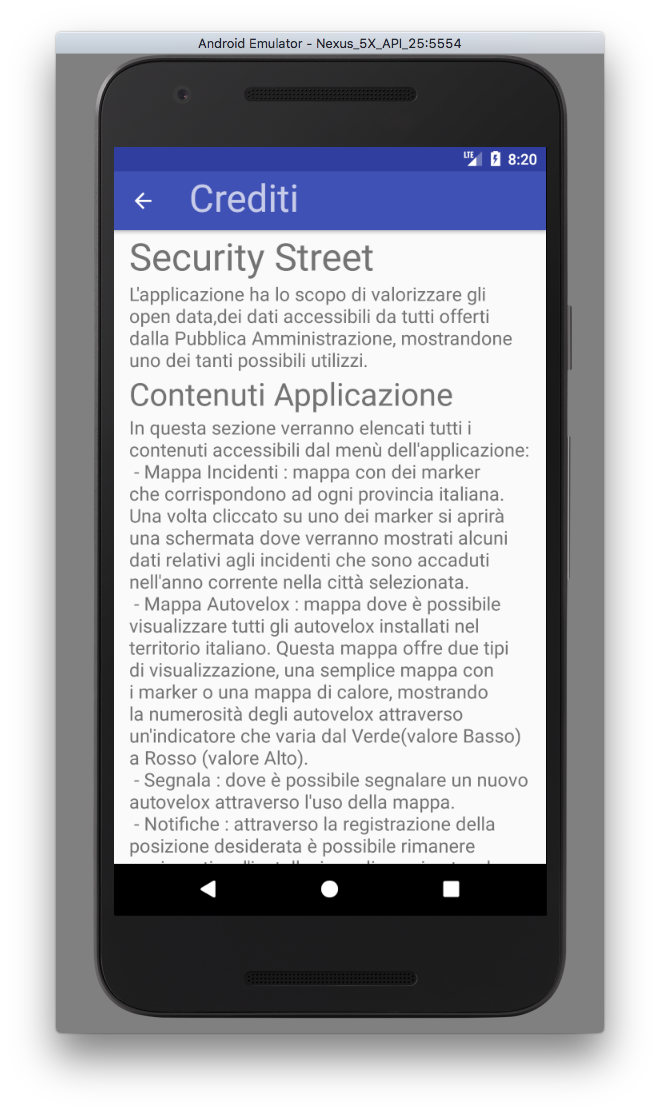 Android Emulator - Nexus_5X_API_25:5554
LTE 8:20
Crediti
Security Street
L'applicazione ha lo scopo di valorizzare gli
open data,dei dati accessibili da tutti offerti
dalla Pubblica Amministrazione, mostrandone
uno dei tanti possibili utilizzi.
Contenuti Applicazione
In questa sezione verranno elencati tutti i
contenuti accessibili dal menù dell'applicazione:
- Mappa Incidenti : mappa con dei marker
che corrispondono ad ogni provincia italiana.
Una volta cliccato su uno dei marker si aprirà
una schermata dove verranno mostrati alcuni
dati relativi agli incidenti che sono accaduti
nell'anno corrente nella città selezionata.
- Mappa Autovelox : mappa dove è possibile
visualizzare tutti gli autovelox installati nel
territorio italiano. Questa mappa offre due tipi
di visualizzazione, una semplice mappa con
i marker o una mappa di calore, mostrando
la numerosità degli autovelox attraverso
un'indicatore che varia dal Verde(valore Basso)
a Rosso (valore Alto).
- Segnala : dove è possibile segnalare un nuovo
autovelox attraverso l'uso della mappa.
- Notifiche : attraverso la registrazione della
posizione desiderata è possibile rimanere